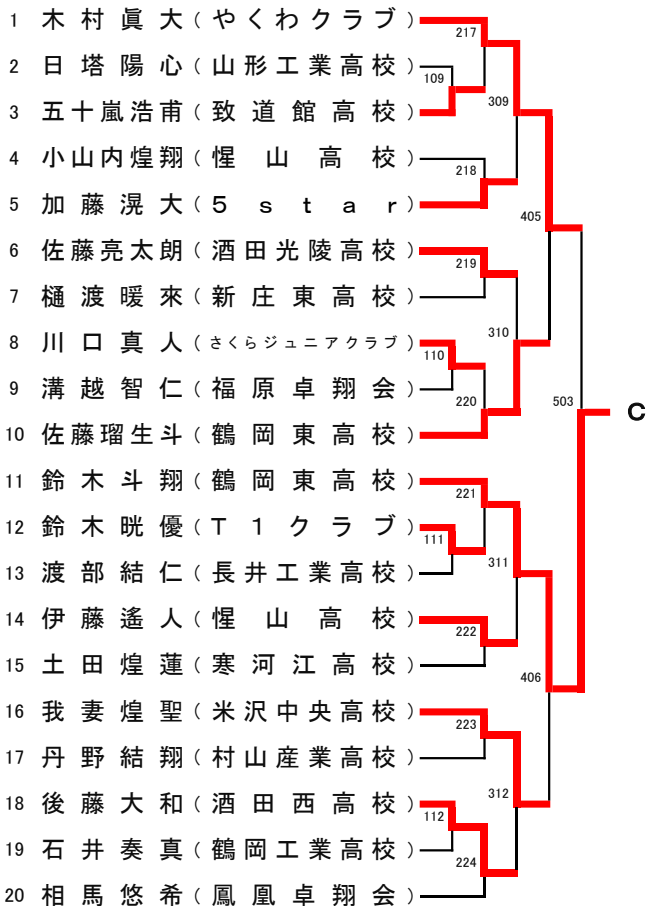 1 木村眞大(やくわクラブ)
2 日塔陽心(山形工業高校)
3 五十嵐浩甫(致道館高校)
4 小山内煌翔(惺山高校)
5 加藤滉大(5star)
6 佐藤亮太朗(酒田光陵高校)
7 樋渡暖來(新庄東高校)
8 川口真人(さくらジュニアクラブ)
9 溝越智仁(福原卓翔会)
10 佐藤瑠生斗(鶴岡東高校)
11 鈴木斗翔(鶴岡東高校)
12 鈴木晄優(T1クラブ)
13 渡部結仁(長井工業高校)
14 伊藤遙人(惺山高校)
15 土田煌蓮(寒河江高校)
16 我妻煌聖(米沢中央高校)
17 丹野結翔(村山産業高校)
18 後藤大和(酒田西高校)
19 石井奏真(鶴岡工業高校)
20 相馬悠希(鳳凰卓翔会)
109
110
111
112
217
218
219
220
221
222
223
224
309
310
311
312
405
406
503
C